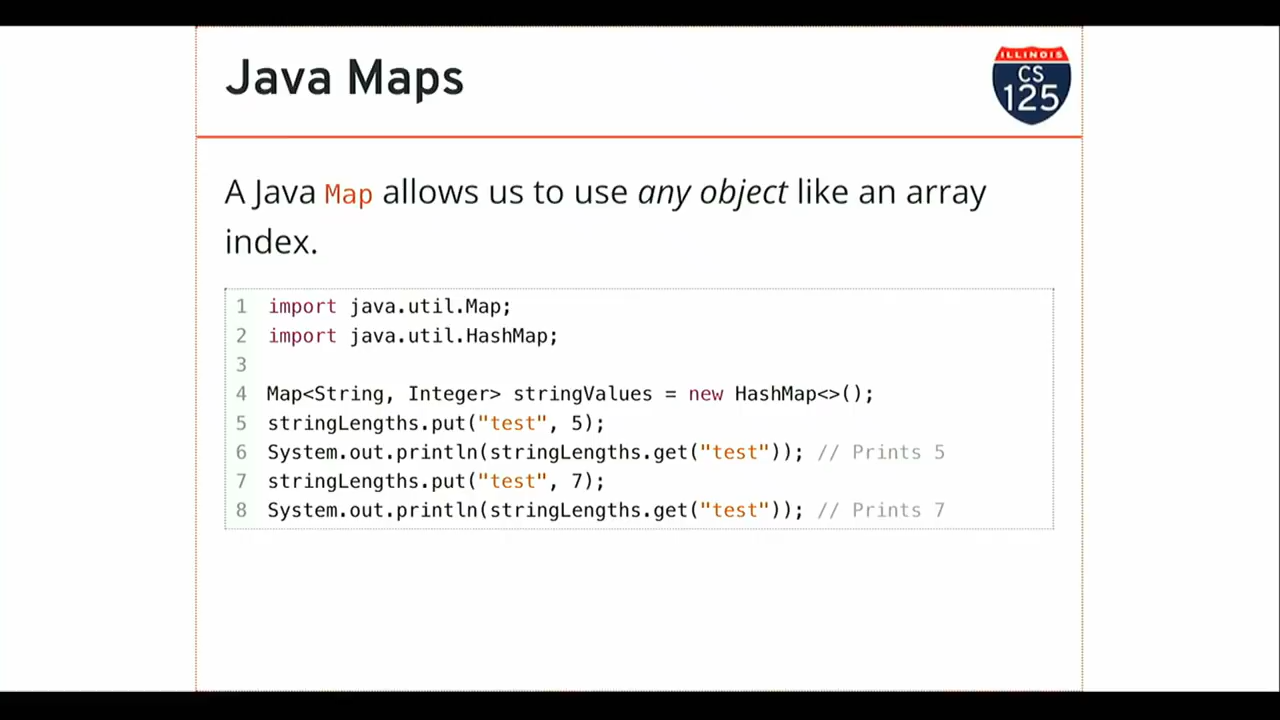 Java Maps
ILLINOIS
CS
125
A Java Map allows us to use any object like an array
index.
1 import java.util.Map;
2 import java.util.HashMap;
3
4 Map<String, Integer> stringValues = new HashMap<>();
5 stringLengths.put("test", 5);
6 System.out.println(stringLengths.get("test")); // Prints 5
7 stringLengths.put("test", 7);
8 System.out.println(stringLengths.get("test")); // Prints 7